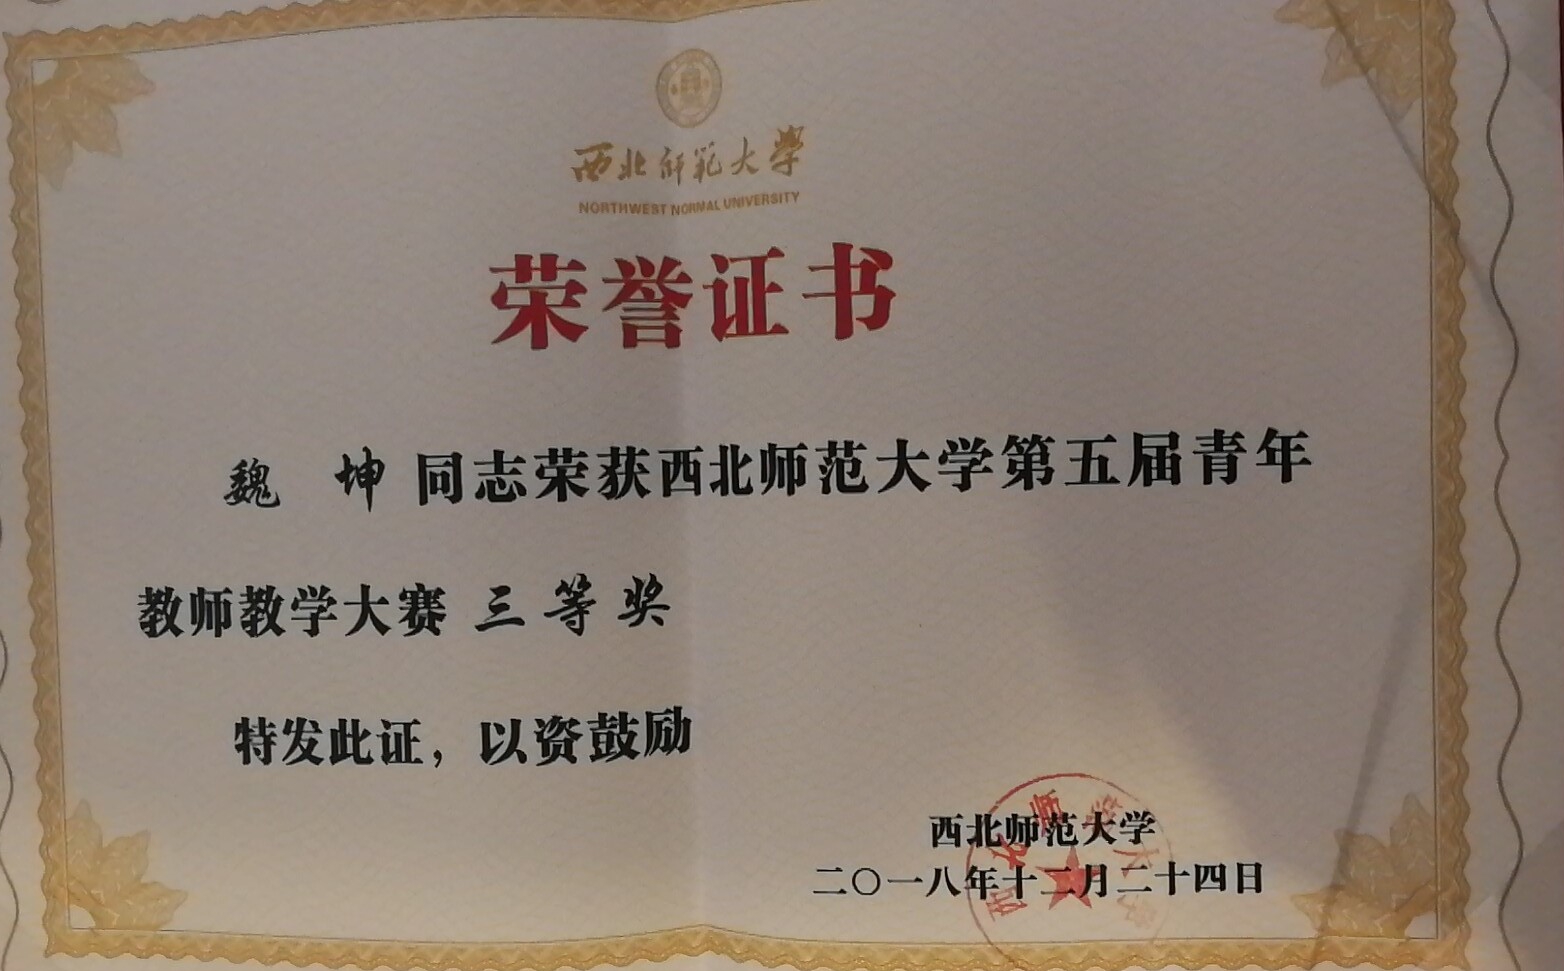 西北师范大学
NORTHWEST NORMAL UNIVERSITY
荣誉证书
魏 坤 同志荣获西北师范大学第五届青年
教师教学大赛 三等奖
特发此证，以资鼓励
西北师范大学
二〇一八年十二月二十四日